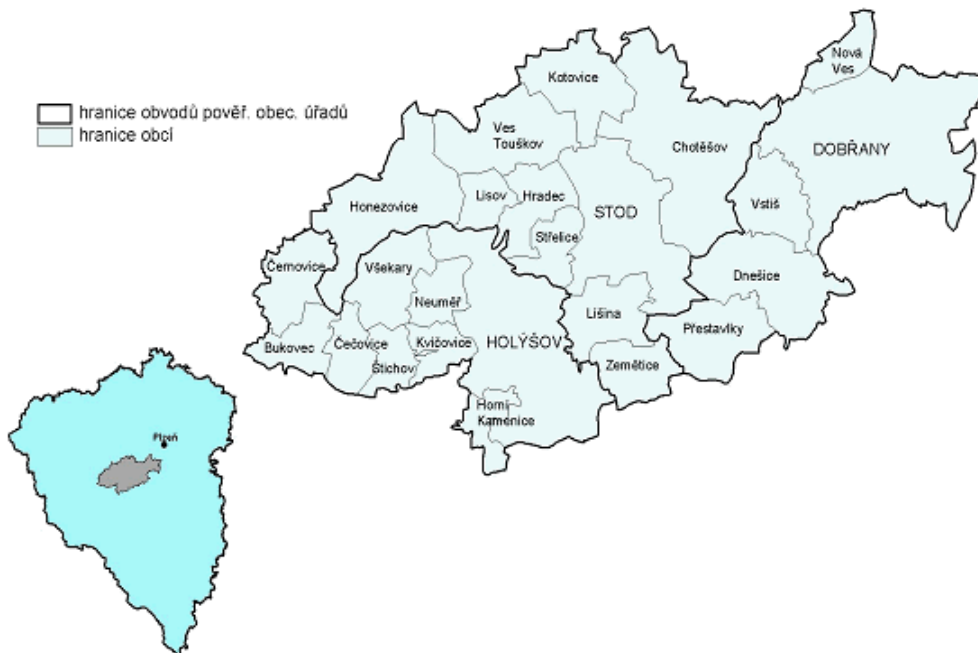 hranice obvodů pověř. obec. úřadů
hranice obcí
Nová
Ves
Kotovice
Ves
Touškov
Chotěšov
DOBŘANY
Lisov
Hradec
Vstiš
Honezovice
STOD
Střelice
Černovice
Všekary
Dnešice
Neuměř
Lišina
Přestavlky
Bukovec
Čečovice
Kvíčovice
HOLÝŠOV
Štichov
Zemětice
Horní
Kamenice
Plzeň